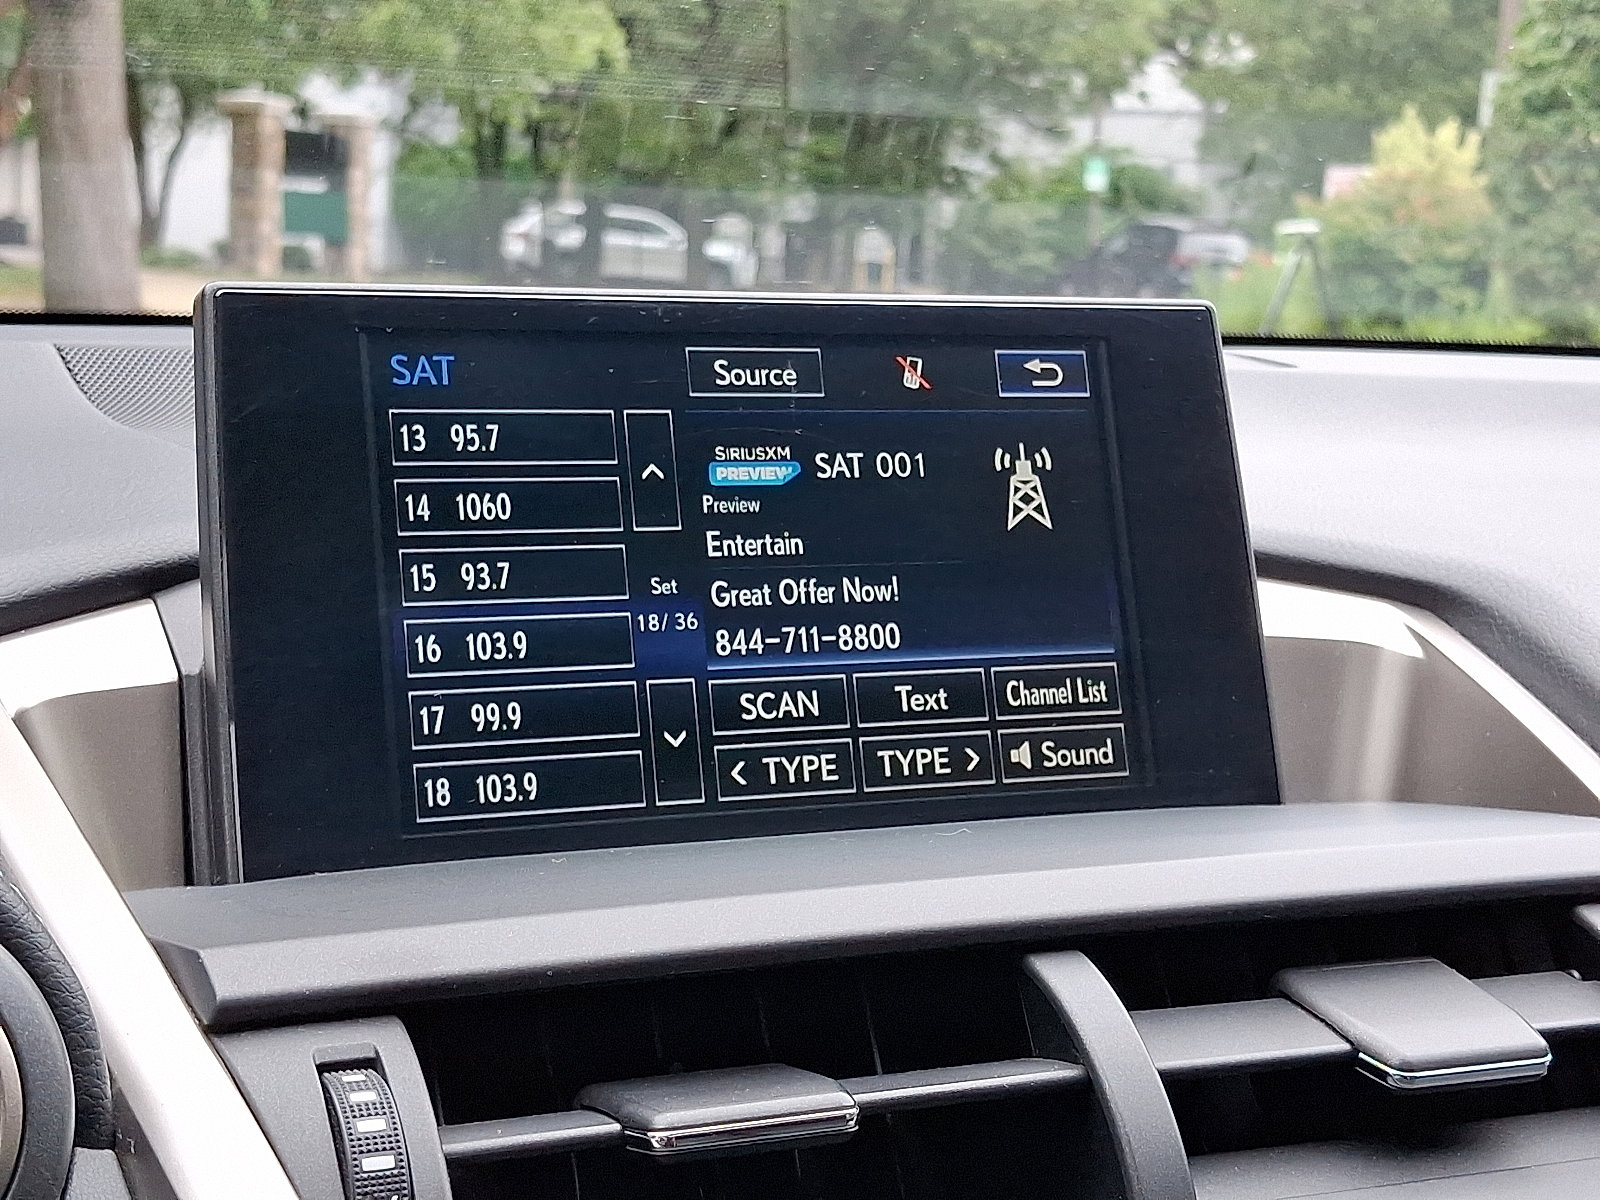 SAT
Source
13 95.7
14 1060
15 93.7
16 103.9
17 99.9
18 103.9
Set
18/ 36
SIRIUSXM
PREVIEW
SAT 001
Preview
Entertain
Great Offer Now!
844-711-8800
SCAN
Text
Channel List
< TYPE
TYPE >
Sound